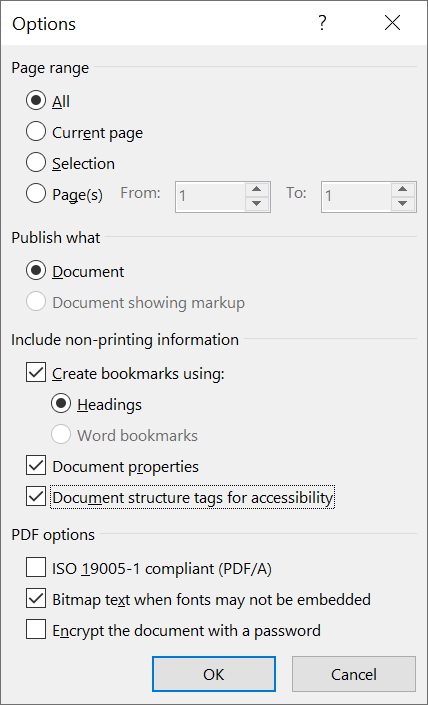 Options ?
Page range
All
Current page
Selection
Page(s) From: 1 To: 1
Publish what
Document
Document showing markup
Include non-printing information
Create bookmarks using:
Headings
Word bookmarks
Document properties
Document structure tags for accessibility
PDF options
ISO 19005-1 compliant (PDF/A)
Bitmap text when fonts may not be embedded
Encrypt the document with a password
OK Cancel